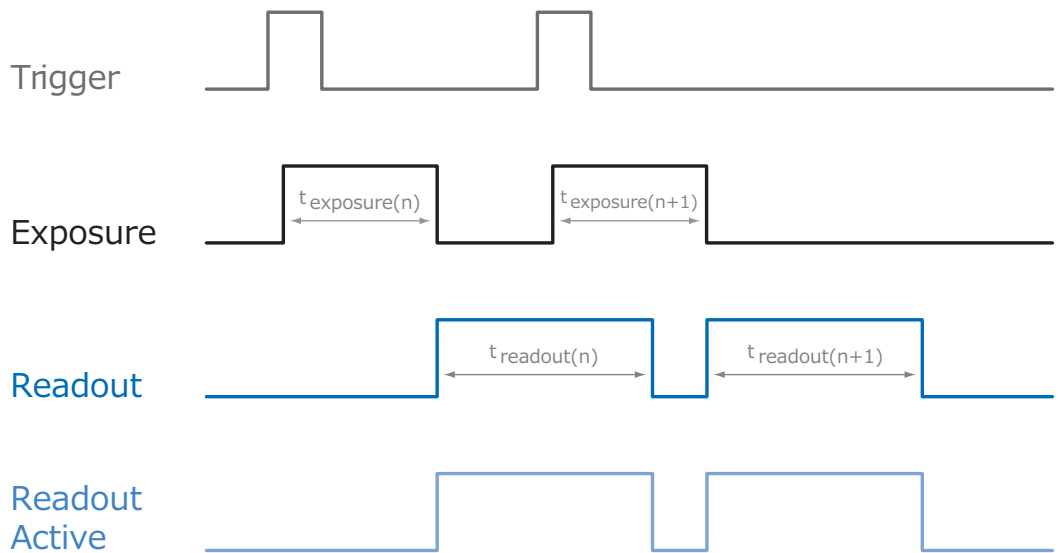 Trigger
Exposure
t exposure(n)
t exposure(n+1)
Readout
t readout(n)
t readout(n+1)
Readout
Active